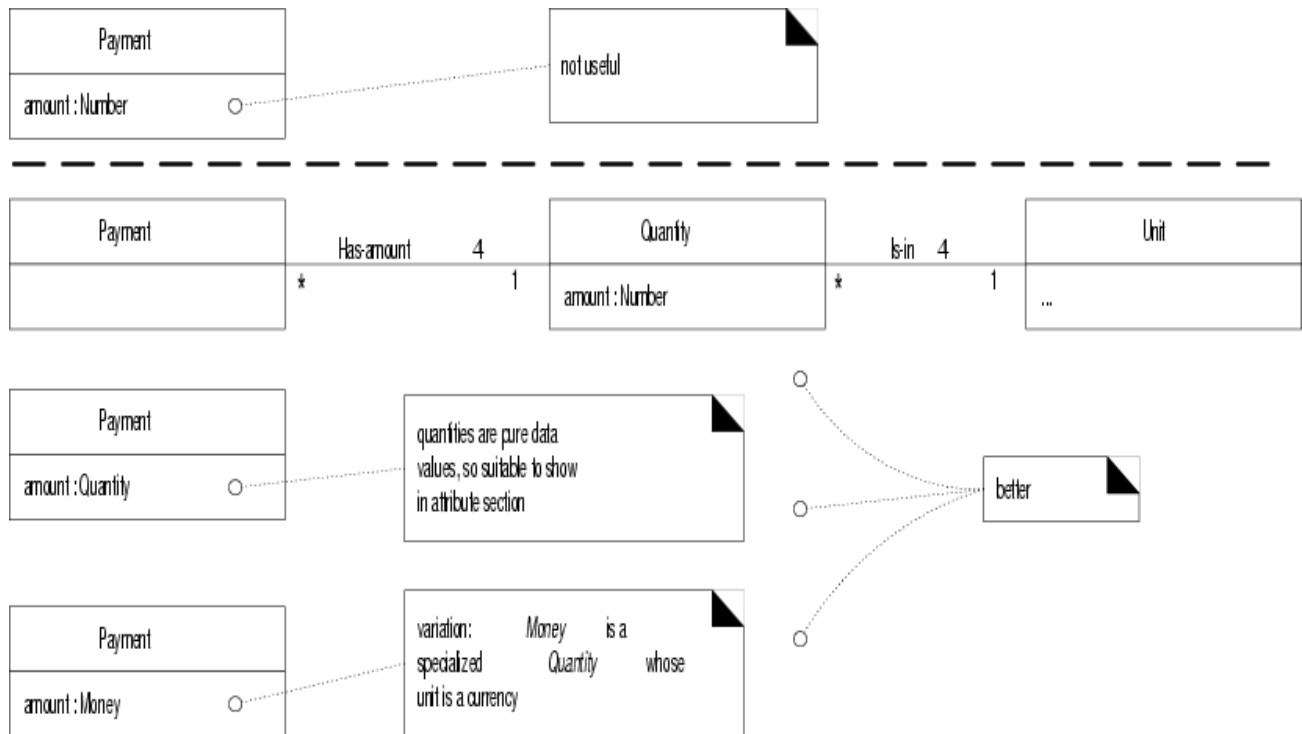 Payment
amount : Number
not useful
Payment
Has-amount 4
* 1
Quantity
amount : Number
Is-in 4
* 1
Unit
...
Payment
amount : Quantity
quantities are pure data
values, so suitable to show
in attribute section
better
Payment
amount : Money
variation: Money is a
specialized Quantity whose
unit is a currency